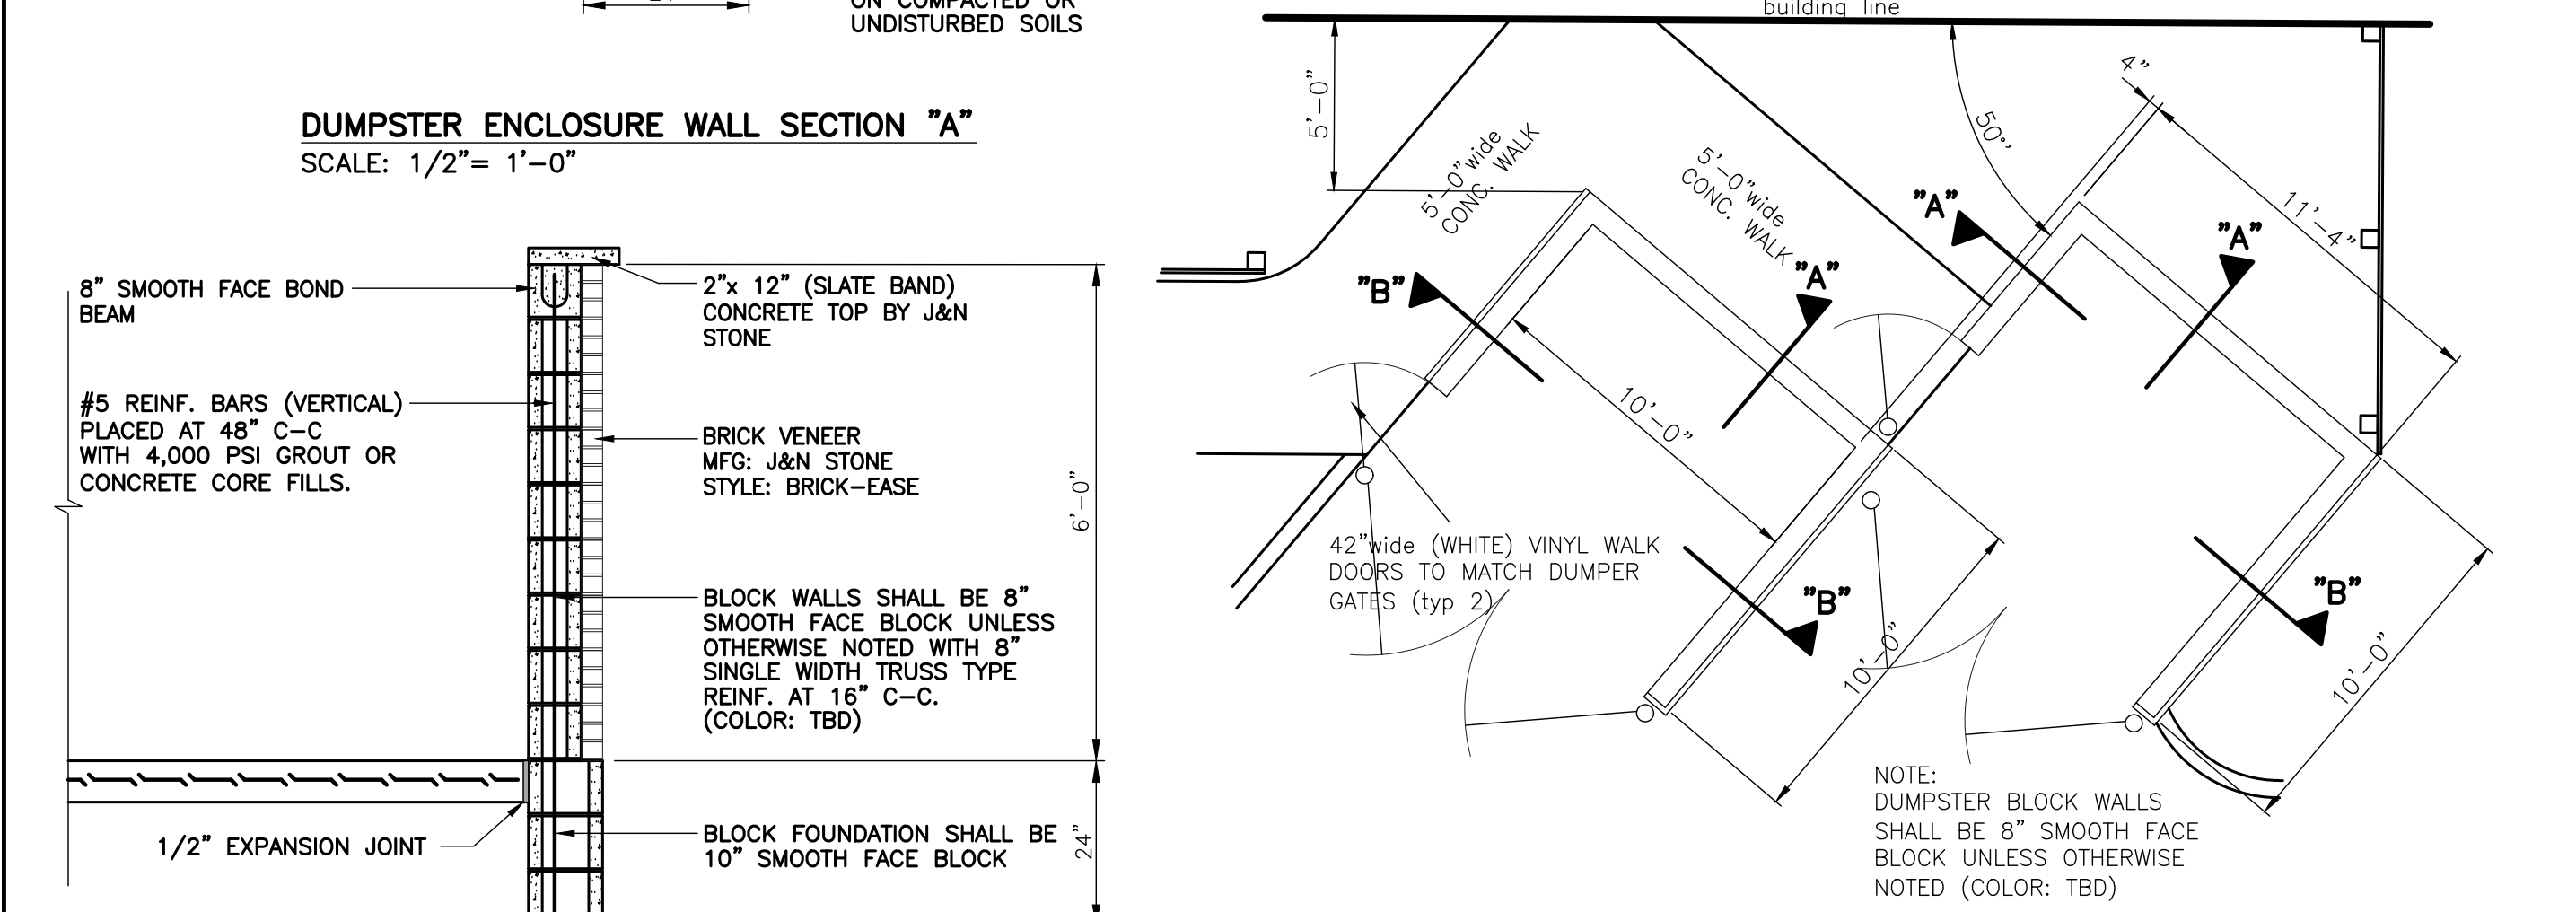 ON COMPACTED OR
UNDISTURBED SOILS
DUMPSTER ENCLOSURE WALL SECTION "A"
SCALE: 1/2"= 1'-0"
8" SMOOTH FACE BOND
BEAM
#5 REINF. BARS (VERTICAL)
PLACED AT 48" C-C
WITH 4,000 PSI GROUT OR
CONCRETE CORE FILLS.
1/2" EXPANSION JOINT
2"x 12" (SLATE BAND)
CONCRETE TOP BY J&N
STONE
BRICK VENEER
MFG: J&N STONE
STYLE: BRICK-EASE
BLOCK WALLS SHALL BE 8"
SMOOTH FACE BLOCK UNLESS
OTHERWISE NOTED WITH 8"
SINGLE WIDTH TRUSS TYPE
REINF. AT 16" C-C.
(COLOR: TBD)
BLOCK FOUNDATION SHALL BE
10" SMOOTH FACE BLOCK
6'-0"
24"
building line
5'-0"
5'-0"wide
CONC. WALK
5'-0"wide
CONC. WALK
50°'
4"
11'-4"
"A"
"A"
"A"
"B"
10'-0"
42"wide (WHITE) VINYL WALK
DOORS TO MATCH DUMPER
GATES (typ 2)
"B"
"B"
10'-0"
10'-0"
NOTE:
DUMPSTER BLOCK WALLS
SHALL BE 8" SMOOTH FACE
BLOCK UNLESS OTHERWISE
NOTED (COLOR: TBD)